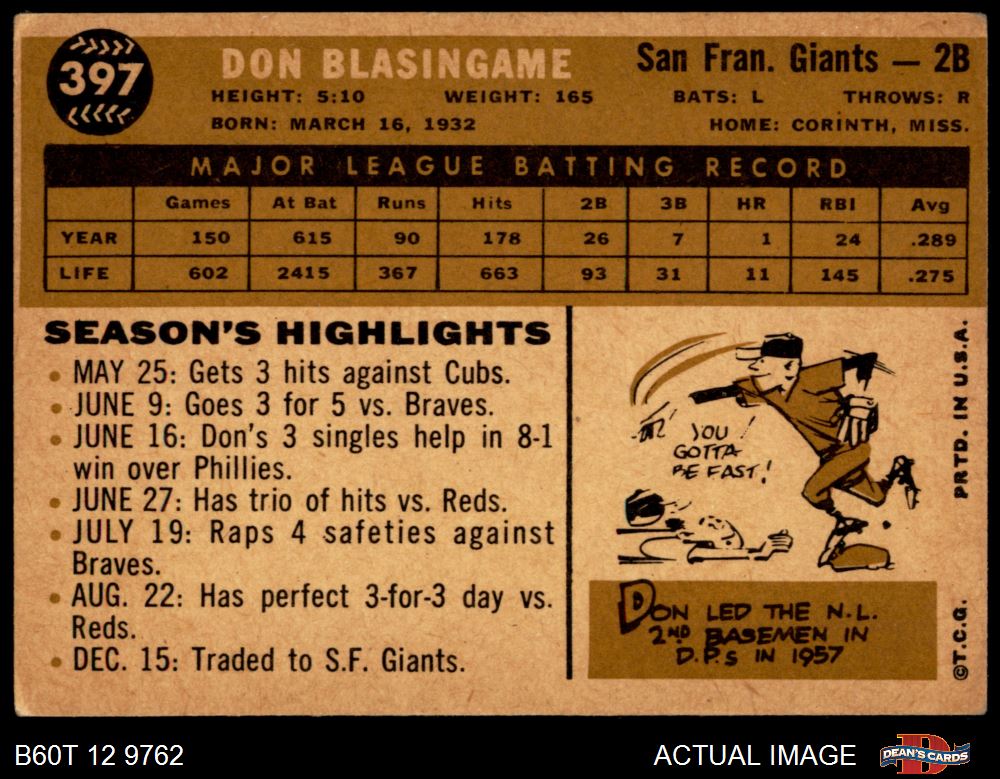 397
DON BLASINGAME
San Fran. Giants — 2B
HEIGHT: 5:10 WEIGHT: 165 BATS: L THROWS: R
BORN: MARCH 16, 1932 HOME: CORINTH, MISS.
MAJOR LEAGUE BATTING RECORD
Games At Bat Runs Hits 2B 3B HR RBI Avg
YEAR 150 615 90 178 26 7 1 24 .289
LIFE 602 2415 367 663 93 31 11 145 .275
SEASON'S HIGHLIGHTS
• MAY 25: Gets 3 hits against Cubs.
• JUNE 9: Goes 3 for 5 vs. Braves.
• JUNE 16: Don's 3 singles help in 8-1
win over Phillies.
• JUNE 27: Has trio of hits vs. Reds.
• JULY 19: Raps 4 safeties against
Braves.
• AUG. 22: Has perfect 3-for-3 day vs.
Reds.
• DEC. 15: Traded to S.F. Giants.
YOU
GOTTA
BE FAST!
DON LED THE N.L.
2ND BASEMEN IN
D.P.s IN 1957
PRTD. IN U.S.A.
©T.C.G.
B60T 12 9762
ACTUAL IMAGE
DEAN'S CARDS